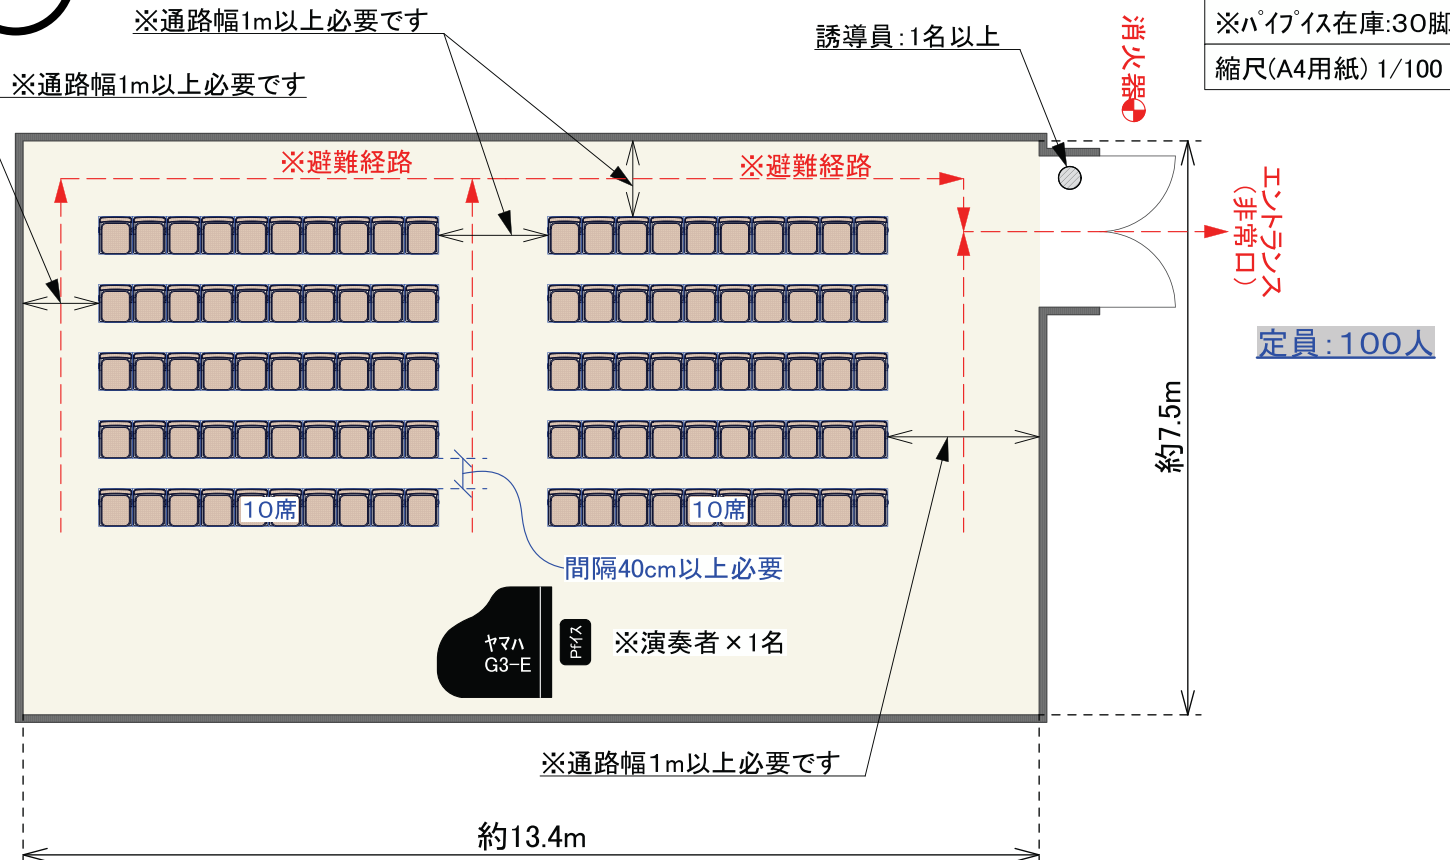 ※通路幅1m以上必要です
誘導員:1名以上
消火器
※パイプイス在庫:30脚
縮尺(A4用紙) 1/100
※通路幅1m以上必要です
※避難経路
※避難経路
エントランス
(非常口)
定員:100人
約7.5m
10席
10席
間隔40cm以上必要
ヤマハ
G3-E
Pfイス
※演奏者×1名
※通路幅1m以上必要です
約13.4m